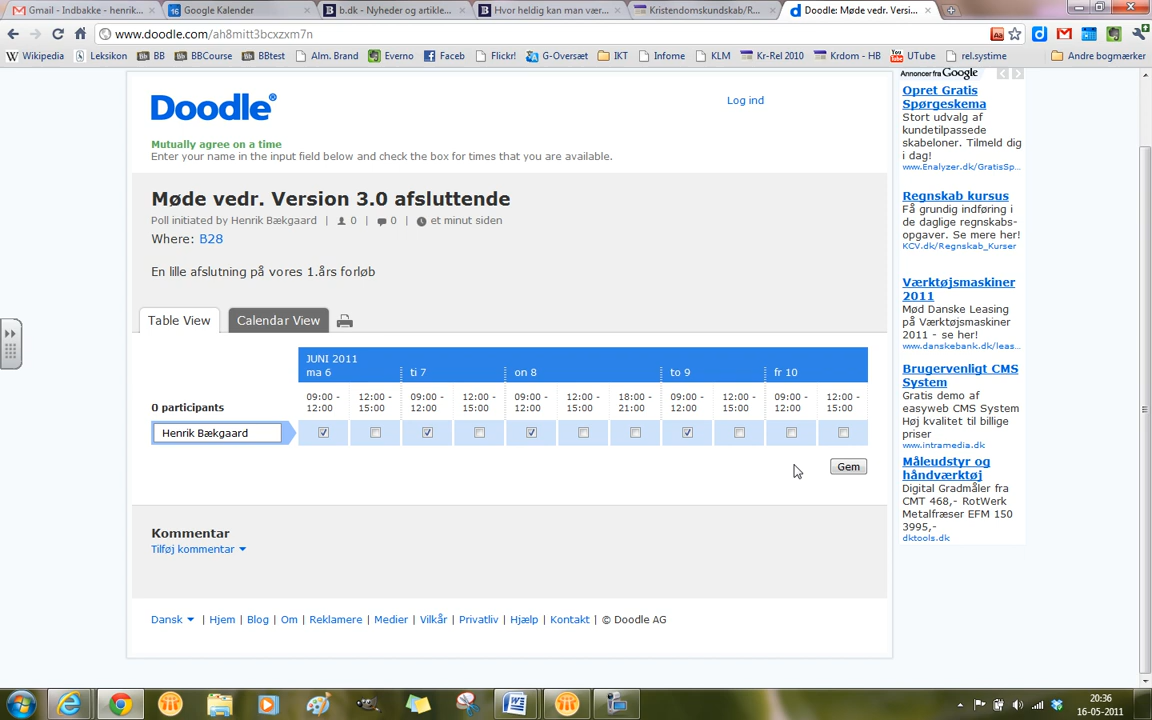 Gmail - Indbakke - henrik...
Google Kalender
b.dk - Nyheder og artikle...
Hvor heldig kan man vær...
Kristendomskundskab/R...
Doodle: Møde vedr. Versi...
www.doodle.com/ah8mitt3bcxzxm7n
Wikipedia
Leksikon
BB
BBCourse
BBtest
Alm. Brand
Everno
Faceb
Flickr!
G-Oversæt
IKT
Infome
KLM
Kr-Rel 2010
Krdom - HB
UTube
rel.systime
Andre bogmærker
Doodle
Log ind
Mutually agree on a time
Enter your name in the input field below and check the box for times that you are available.
Møde vedr. Version 3.0 afsluttende
Poll initiated by Henrik Bækgaard | 0 | 0 | et minut siden
Where: B28
En lille afslutning på vores 1.års forløb
Table View
Calendar View
JUNI 2011
ma 6 ti 7 on 8 to 9 fr 10
09:00 - 12:00 - 09:00 - 12:00 - 09:00 - 12:00 - 18:00 - 09:00 - 12:00 - 09:00 - 12:00 -
12:00 15:00 12:00 15:00 12:00 15:00 21:00 12:00 15:00 12:00 15:00
0 participants
Henrik Bækgaard
Gem
Kommentar
Tilføj kommentar
Dansk | Hjem | Blog | Om | Reklamere | Medier | Vilkår | Privatliv | Hjælp | Kontakt | © Doodle AG
Annoncer fra Google
Opret Gratis
Spørgeskema
Stort udvalg af
kundetilpassede
skabeloner. Tilmeld dig
i dag!
www.Enalyzer.dk/GratisSp...
Regnskab kursus
Få grundig indføring i
de daglige regnskabs-
opgaver. Se mere her!
KCV.dk/Regnskab_Kurser
Værktøjsmaskiner
2011
Mød Danske Leasing
på Værktøjsmaskiner
2011 - se her!
www.danskebank.dk/leas...
Brugervenligt CMS
System
Gratis demo af
easyweb CMS System
Høj kvalitet til billige
priser
www.intramedia.dk
Måleudstyr og
håndværktøj
Digital Gradmåler fra
CMT 468,- RotWerk
Metalfræser EFM 150
3995,-
dktools.dk
20:36
16-05-2011